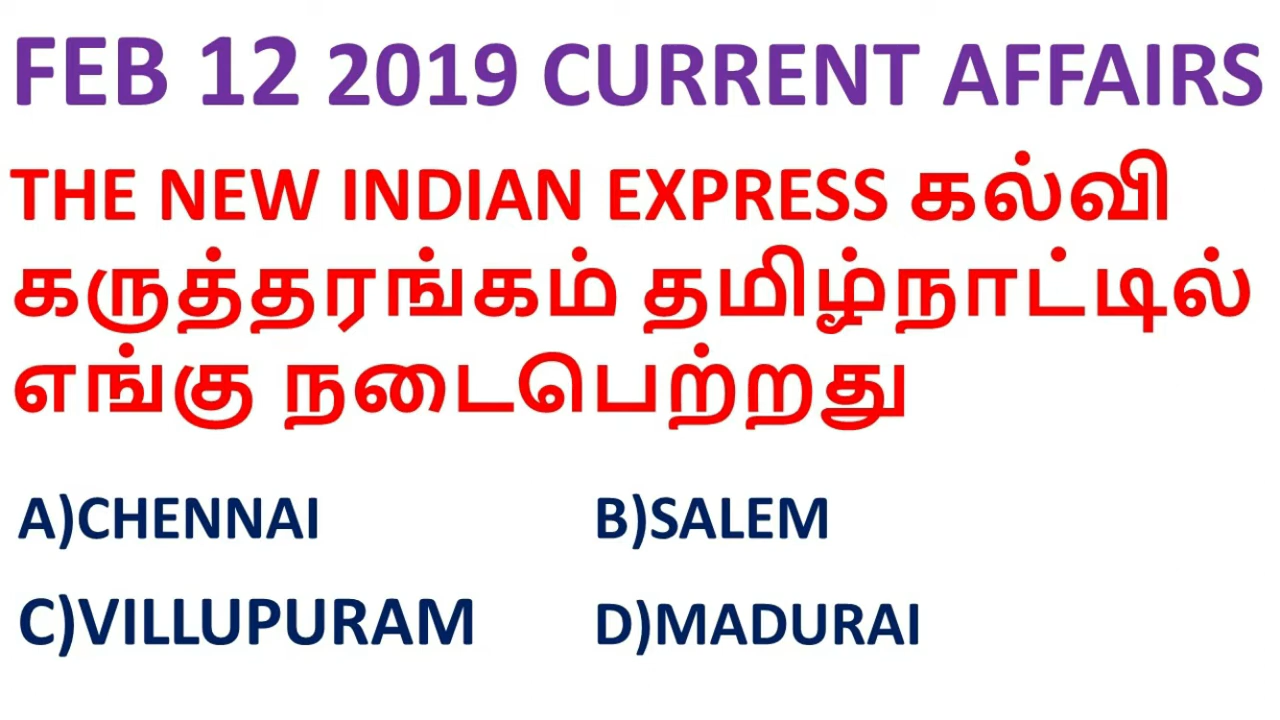 FEB 12 2019 CURRENT AFFAIRS
THE NEW INDIAN EXPRESS கல்வி
கருத்தரங்கம் தமிழ்நாட்டில்
எங்கு நடைபெற்றது
A)CHENNAI B)SALEM
C)VILLUPURAM D)MADURAI